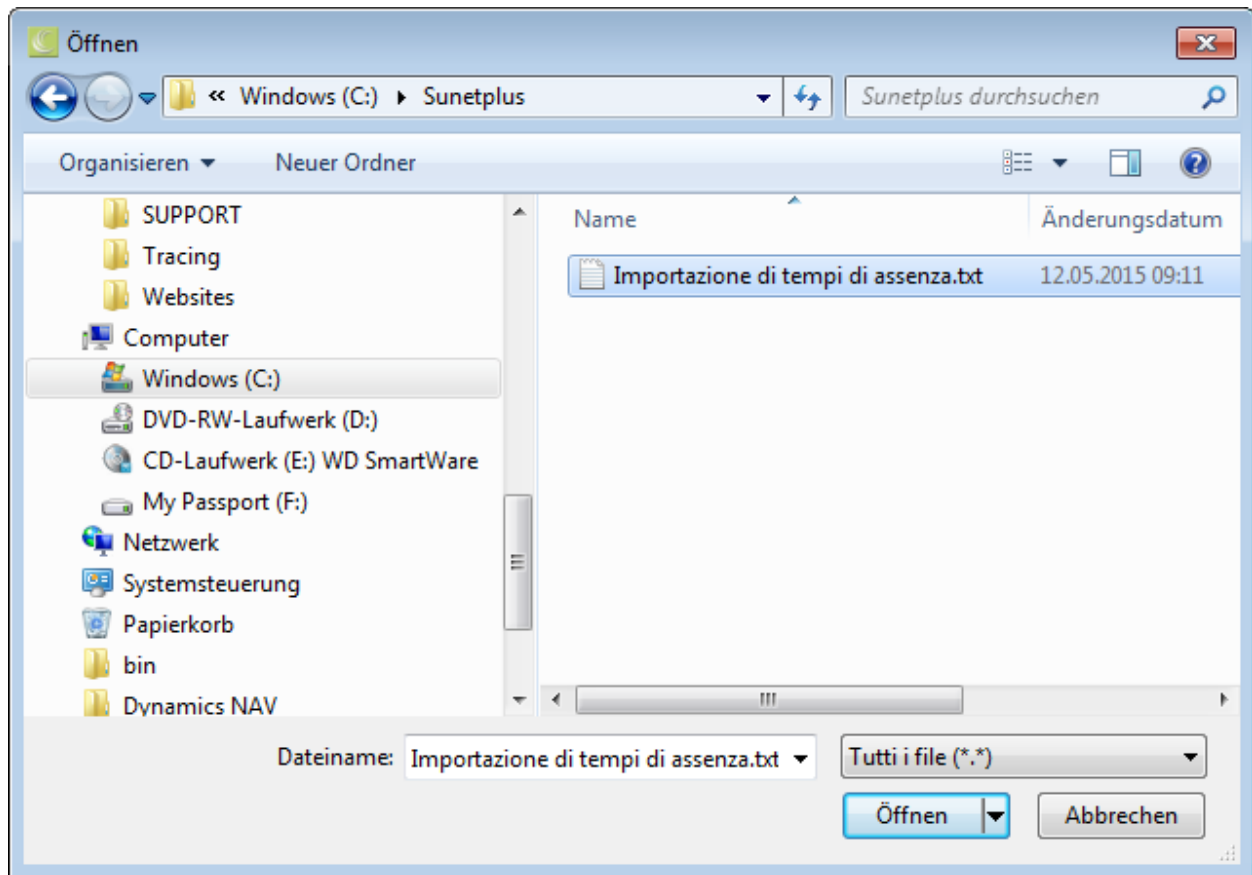 Öffnen
« Windows (C:) ▸ Sunetplus
Sunetplus durchsuchen
Organisieren
Neuer Ordner
SUPPORT
Tracing
Websites
Computer
Windows (C:)
DVD-RW-Laufwerk (D:)
CD-Laufwerk (E:) WD SmartWare
My Passport (F:)
Netzwerk
Systemsteuerung
Papierkorb
bin
Dynamics NAV
Name Änderungsdatum
Importazione di tempi di assenza.txt 12.05.2015 09:11
Dateiname: Importazione di tempi di assenza.txt Tutti i file (*.*)
Öffnen Abbrechen